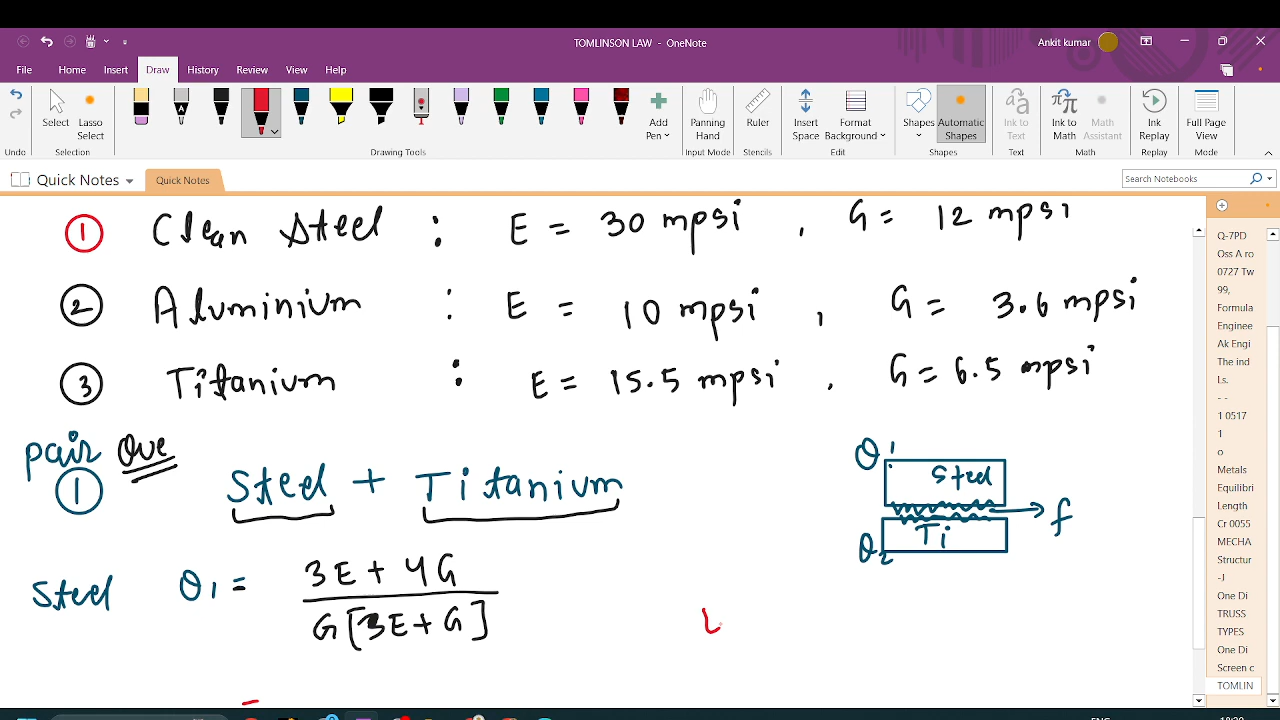 TOMLINSON LAW - OneNote
Ankit kumar
File Home Insert Draw History Review View Help
Undo
Select
Lasso Select
Add Pen
Panning Hand
Ruler
Insert Space
Format Background
Shapes
Automatic Shapes
Ink to Text
Ink to Math
Math Assistant
Ink Replay
Full Page View
Undo Selection Drawing Tools Input Mode Stencils Edit Shapes Text Math Replay Mode
Quick Notes
Quick Notes
Search Notebooks
① Clean Steel : E = 30 mpsi , G = 12 mpsi
② Aluminium : E = 10 mpsi , G = 3.6 mpsi
③ Titanium : E = 15.5 mpsi , G = 6.5 mpsi
pair
① Steel + Titanium
θ1 Steel
f
θ2 Ti
Steel θ1 = 3E + 4G
G[3E + G]
Q-7PD
Oss A ro
0727 Tw
99,
Formula
Enginee
Ak Engi
The ind
Ls.
- -
1 0517
1
o
Metals
Equilibri
Length
Cr 0055
MECHA
Structur
-J
One Di
TRUSS
TYPES
One Di
Screen c
TOMLIN